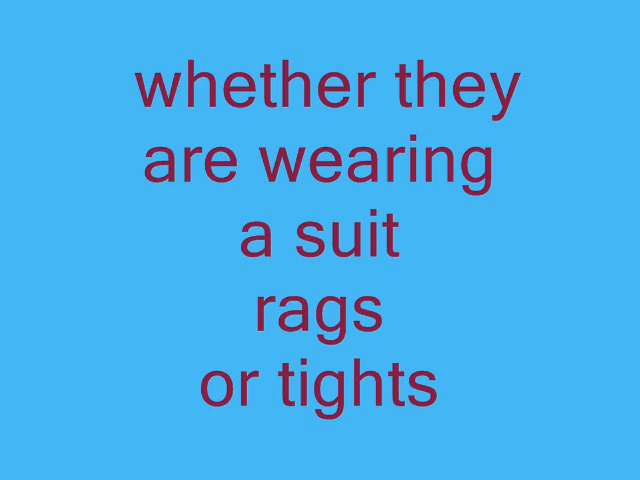 whether they
are wearing
a suit
rags
or tights